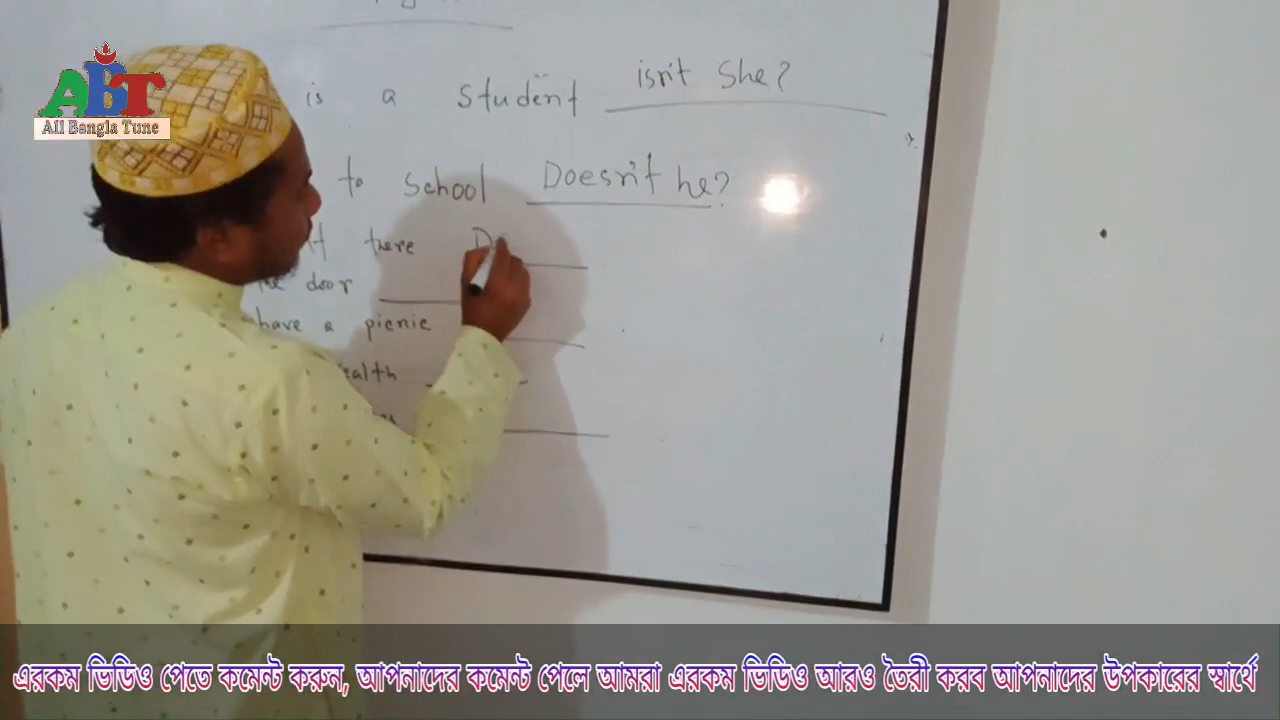 ABT
All Bangla Tune
is a student isn't she?
to school Doesn't he?
there
door
have a picnic
এরকম ভিডিও পেতে কমেন্ট করুন, আপনাদের কমেন্ট পেলে আমরা এরকম ভিডিও আরও তৈরী করব আপনাদের উপকারের স্বার্থে